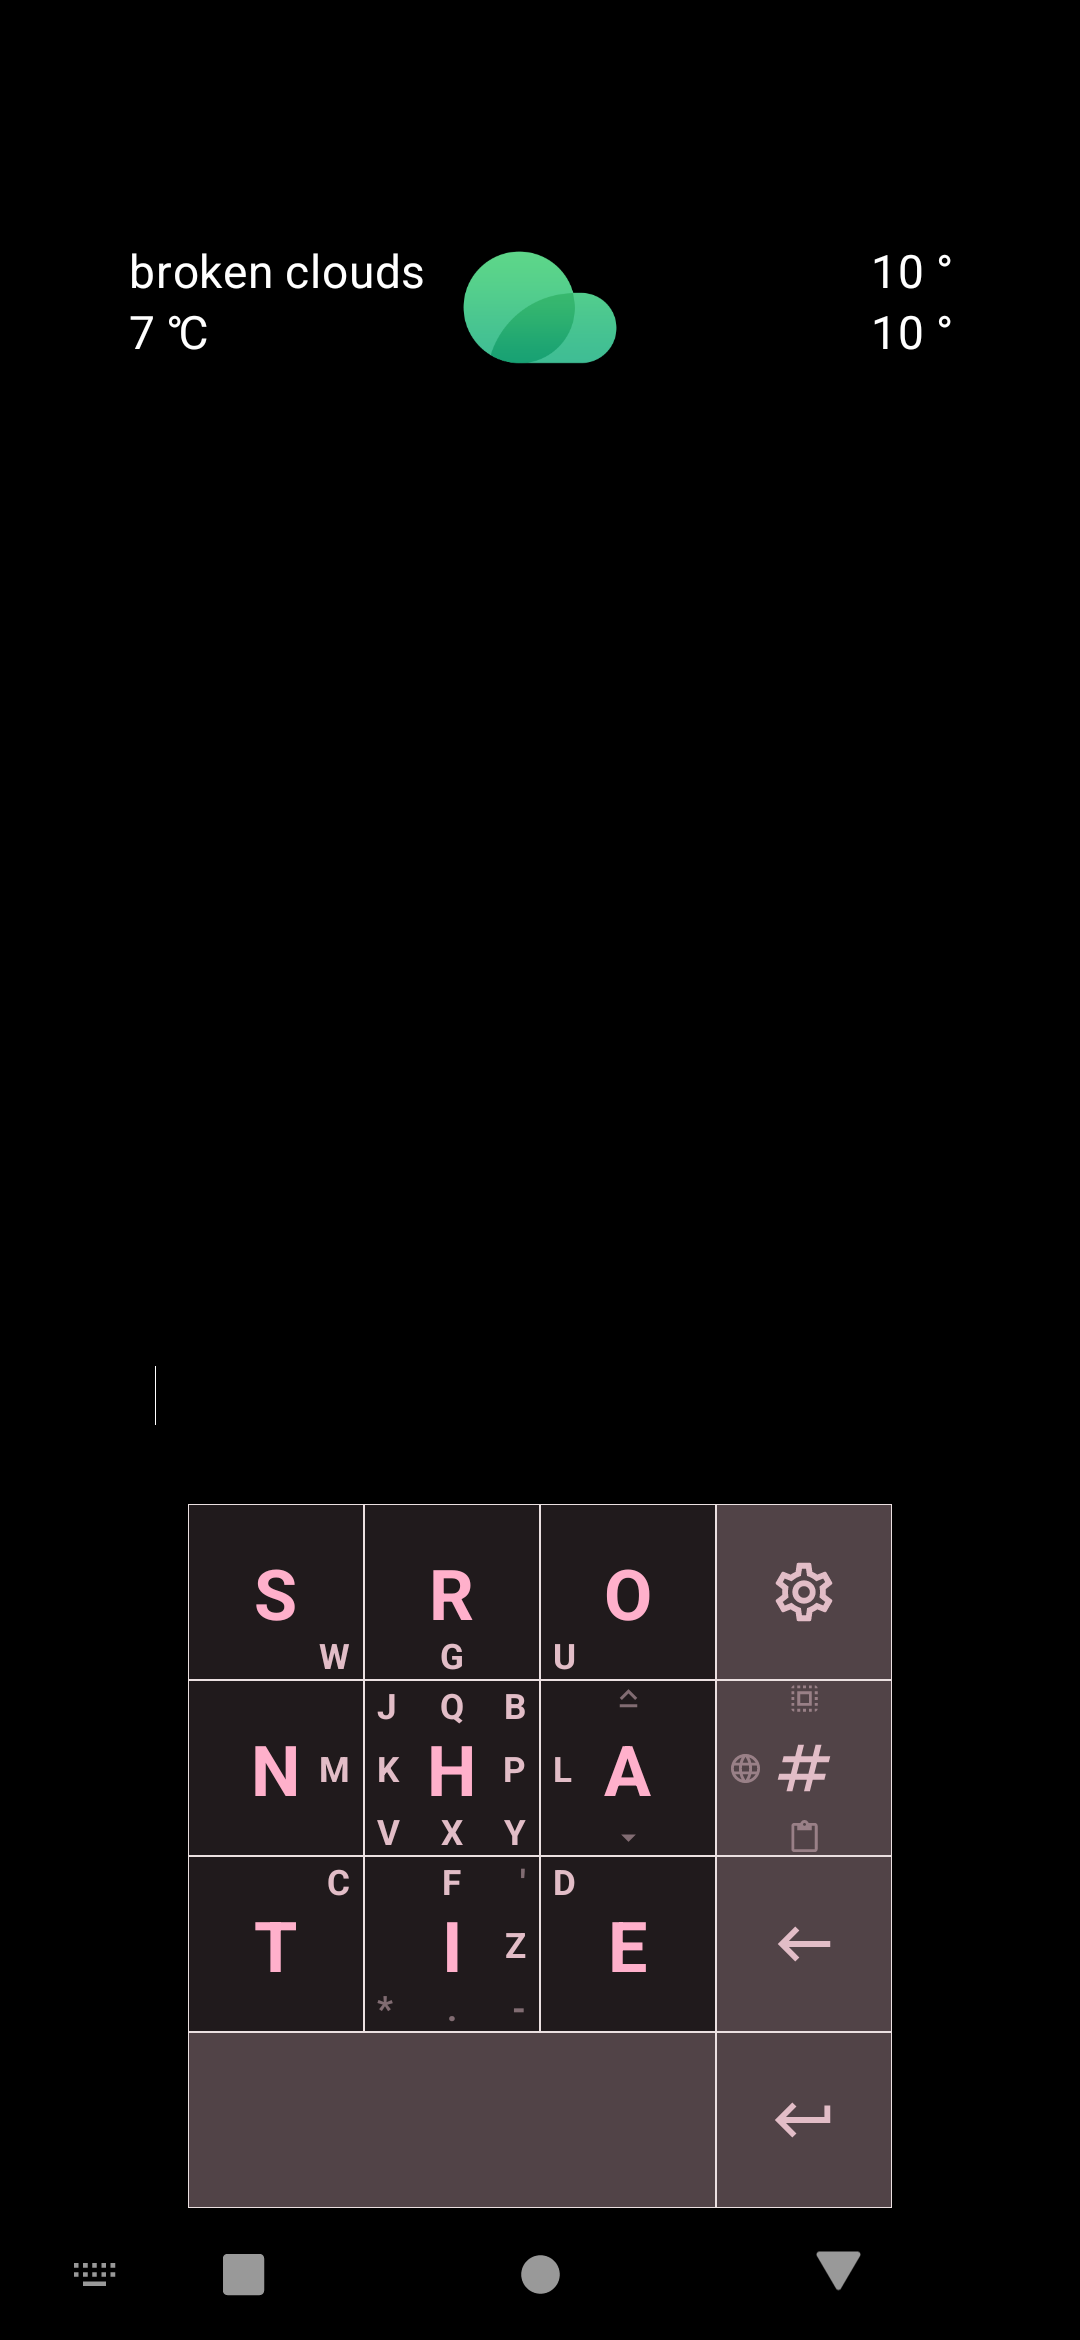 broken clouds 10 °
7 °C 10 °
S R O
W G U
J Q B
N M K H P L A #
V X Y
C F ' D
T I Z E
* . -